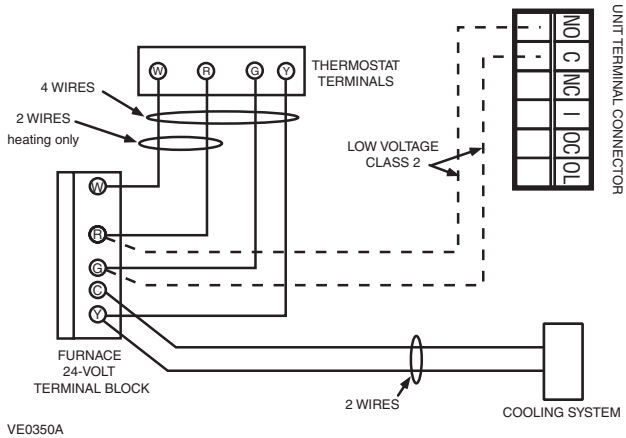 UNIT TERMINAL CONNECTOR
NO
C
NC
I
OC
OL
THERMOSTAT
TERMINALS
W
R
G
Y
4 WIRES
2 WIRES
heating only
LOW VOLTAGE
CLASS 2
W
R
G
C
Y
FURNACE
24-VOLT
TERMINAL BLOCK
2 WIRES
COOLING SYSTEM
VE0350A